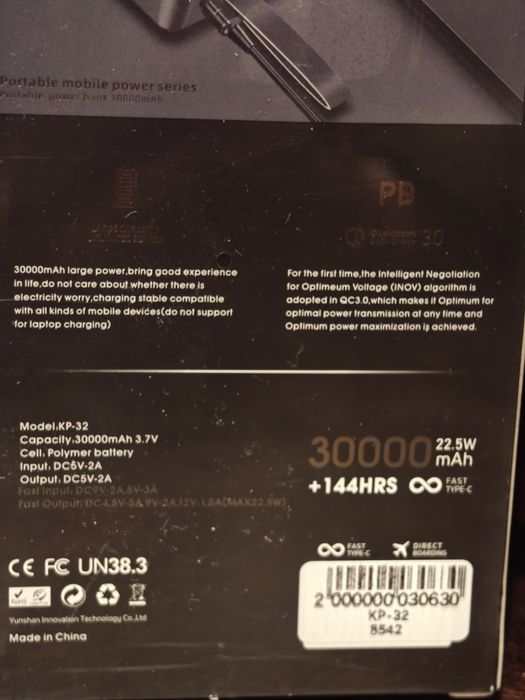 Portable mobile power series
Portable power bank 30000mAh
PD
3.0
30000mAh large power,bring good experience
in life,do not care about whether there is
electricity worry,charging stable compatible
with all kinds of mobile devices(do not support
for laptop charging)
For the first time,the Intelligent Negotiation
for Optimeum Voltage (INOV) algorithm is
adopted in QC3.0,which makes it Optimum for
optimal power transmission at any time and
Optimum power maximization is achieved.
Model:KP-32
Capacity:30000mAh 3.7V
Cell: Polymer battery
Input: DC5V-2A
Output: DC5V-2A
Fast Input: DC9V-2A,5V-3A
Fast Output: DC4.5V-5A,9V-2A,12V-1.5A(MAX22.5W)
30000 22.5W mAh
+144HRS FAST TYPE-C
CE FC UN38.3
RoHS
Yunshan Innovation Technology Co.,Ltd
Made in China
FAST TYPE-C DIRECT BOARDING
2 000000 030630
KP-32
8542